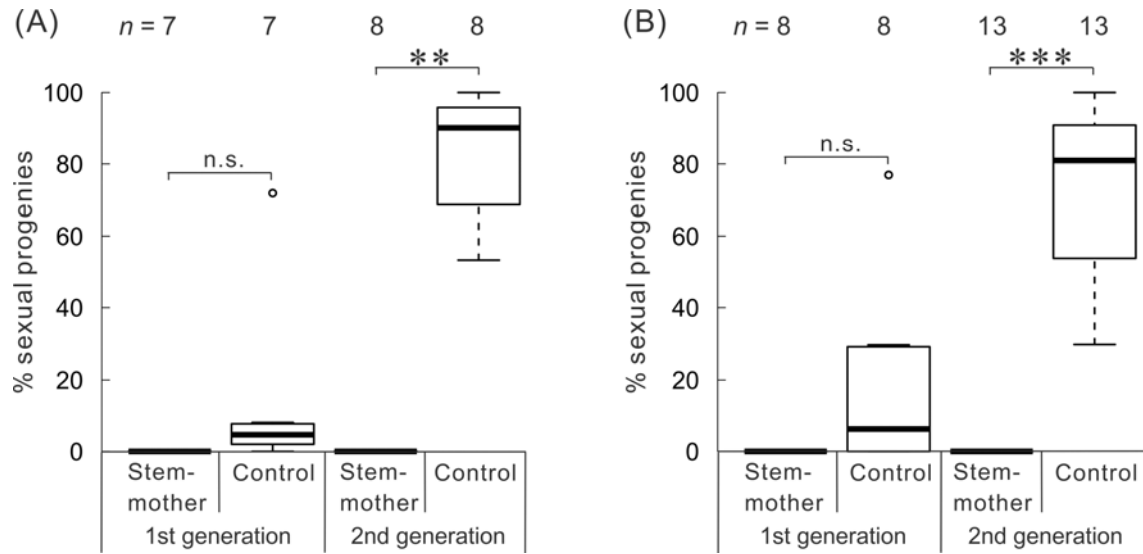 (A) n = 7 7 8 8
**
n.s.
% sexual progenies
100
80
60
40
20
0
Stem-mother Control Stem-mother Control
1st generation 2nd generation
(B) n = 8 8 13 13
***
n.s.
% sexual progenies
100
80
60
40
20
0
Stem-mother Control Stem-mother Control
1st generation 2nd generation